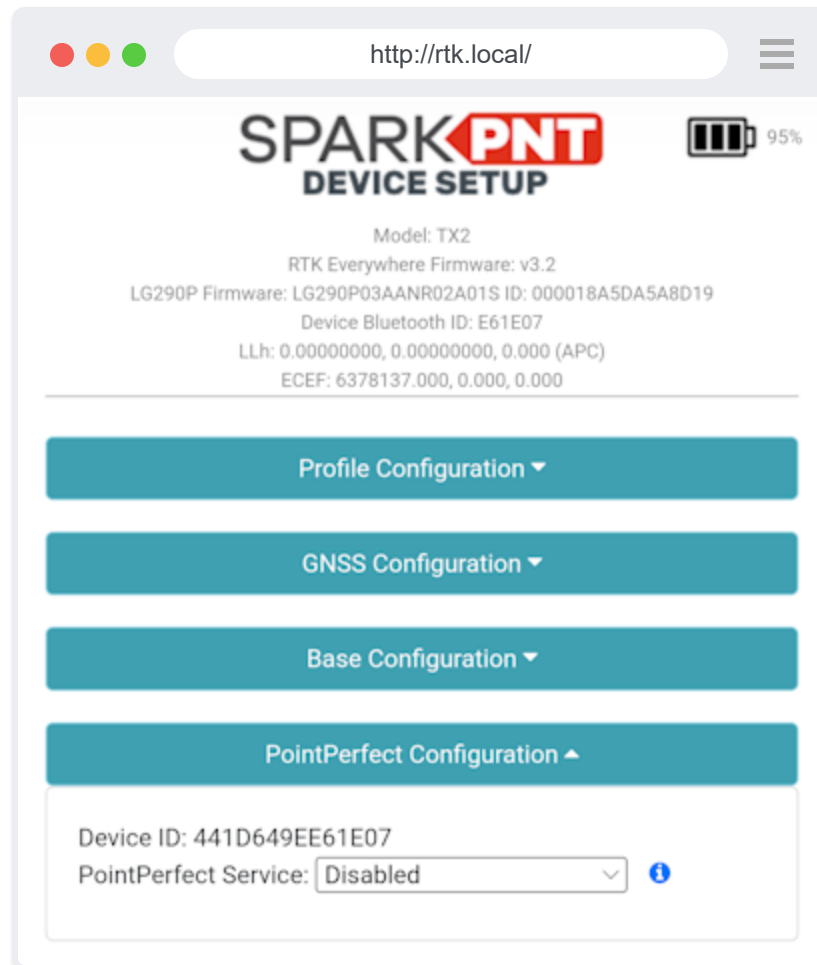 http://rtk.local/
SPARK PNT
DEVICE SETUP
95%
Model: TX2
RTK Everywhere Firmware: v3.2
LG290P Firmware: LG290P03AANR02A01S ID: 000018A5DA5A8D19
Device Bluetooth ID: E61E07
LLh: 0.00000000, 0.00000000, 0.000 (APC)
ECEF: 6378137.000, 0.000, 0.000
Profile Configuration
GNSS Configuration
Base Configuration
PointPerfect Configuration
Device ID: 441D649EE61E07
PointPerfect Service: Disabled